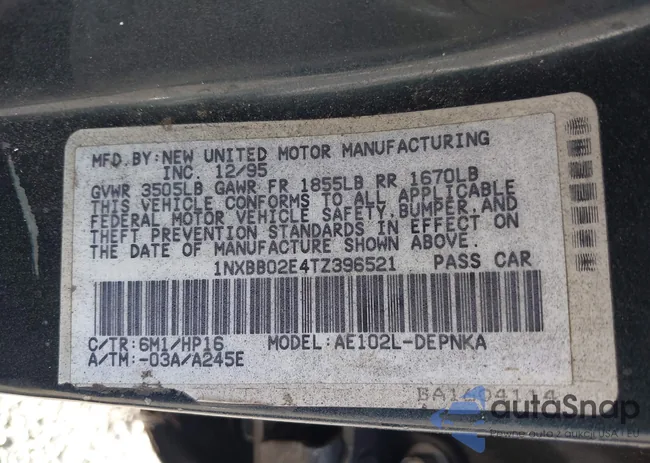 MFD.BY:NEW UNITED MOTOR MANUFACTURING
INC. 12/95
GVWR 3505LB GAWR FR 1855LB RR 1670LB
THIS VEHICLE CONFORMS TO ALL APPLICABLE
FEDERAL MOTOR VEHICLE SAFETY,BUMPER,AND
THEFT PREVENTION STANDARDS IN EFFECT ON
THE DATE OF MANUFACTURE SHOWN ABOVE.
1NXBB02E4TZ396521 PASS CAR
C/TR:6M1/HP16 MODEL:AE102L-DEPNKA
A/TM:-03A/A245E
autoSnap